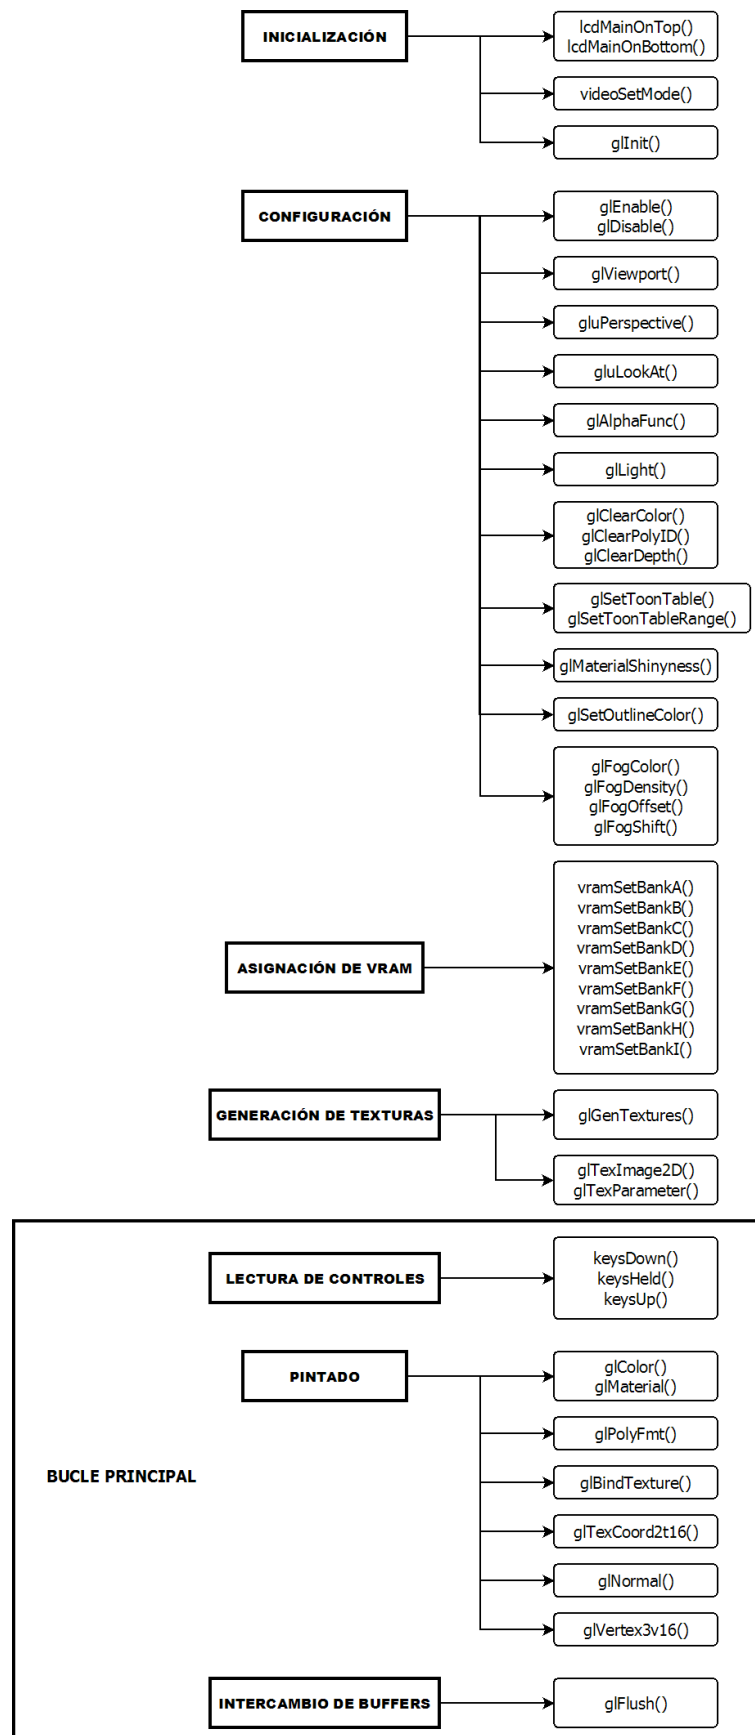 INICIALIZACIÓN
lcdMainOnTop()
lcdMainOnBottom()
videoSetMode()
glInit()
CONFIGURACIÓN
glEnable()
glDisable()
glViewport()
gluPerspective()
gluLookAt()
glAlphaFunc()
glLight()
glClearColor()
glClearPolyID()
glClearDepth()
glSetToonTable()
glSetToonTableRange()
glMaterialShinyness()
glSetOutlineColor()
glFogColor()
glFogDensity()
glFogOffset()
glFogShift()
ASIGNACIÓN DE VRAM
vramSetBankA()
vramSetBankB()
vramSetBankC()
vramSetBankD()
vramSetBankE()
vramSetBankF()
vramSetBankG()
vramSetBankH()
vramSetBankI()
GENERACIÓN DE TEXTURAS
glGenTextures()
glTexImage2D()
glTexParameter()
BUCLE PRINCIPAL
LECTURA DE CONTROLES
keysDown()
keysHeld()
keysUp()
PINTADO
glColor()
glMaterial()
glPolyFmt()
glBindTexture()
glTexCoord2t16()
glNormal()
glVertex3v16()
INTERCAMBIO DE BUFFERS
glFlush()